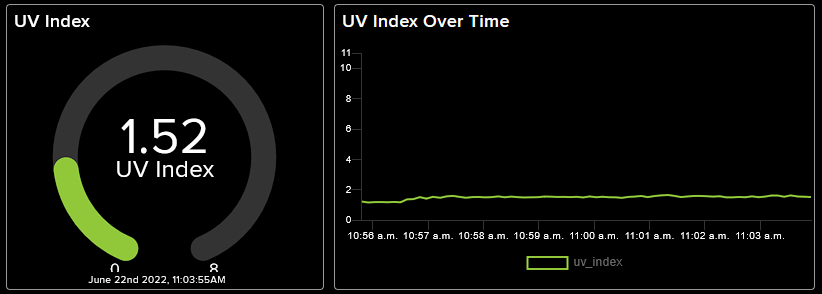 UV Index
1.52
UV Index
0 8
June 22nd 2022, 11:03:55AM
UV Index Over Time
11
10
8
6
4
2
0
10:56 a.m. 10:57 a.m. 10:58 a.m. 10:59 a.m. 11:00 a.m. 11:01 a.m. 11:02 a.m. 11:03 a.m.
uv_index